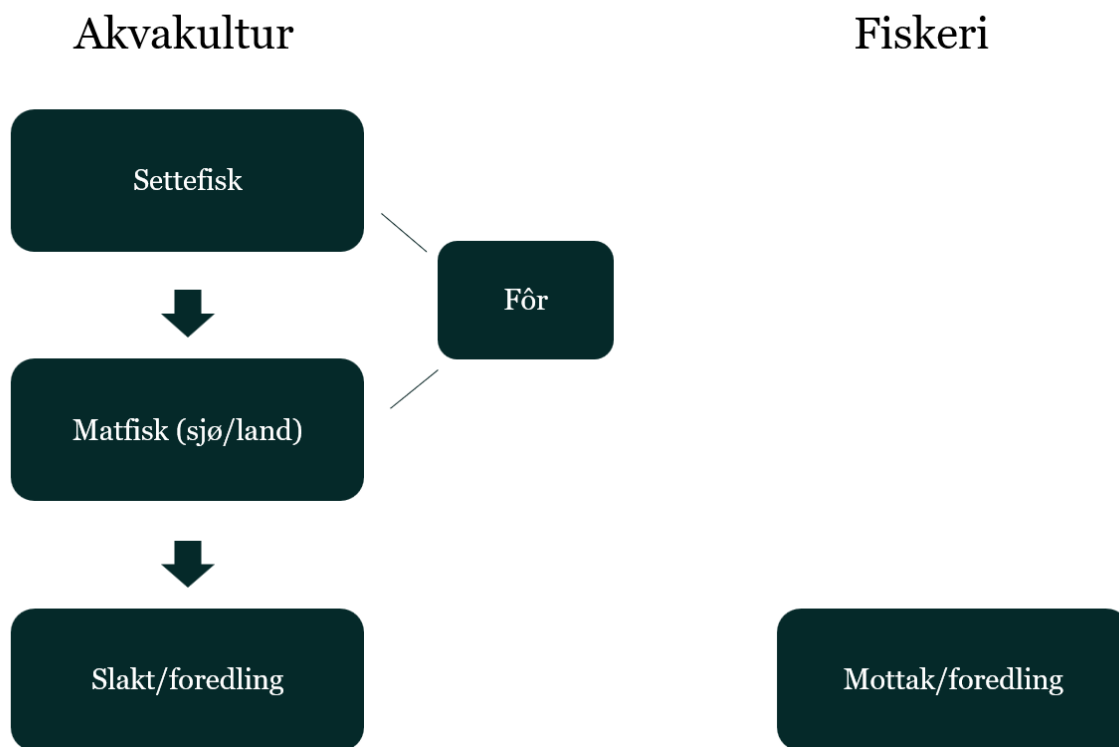 Akvakultur
Fiskeri
Settefisk
Fôr
Matfisk (sjø/land)
Slakt/foredling
Mottak/foredling